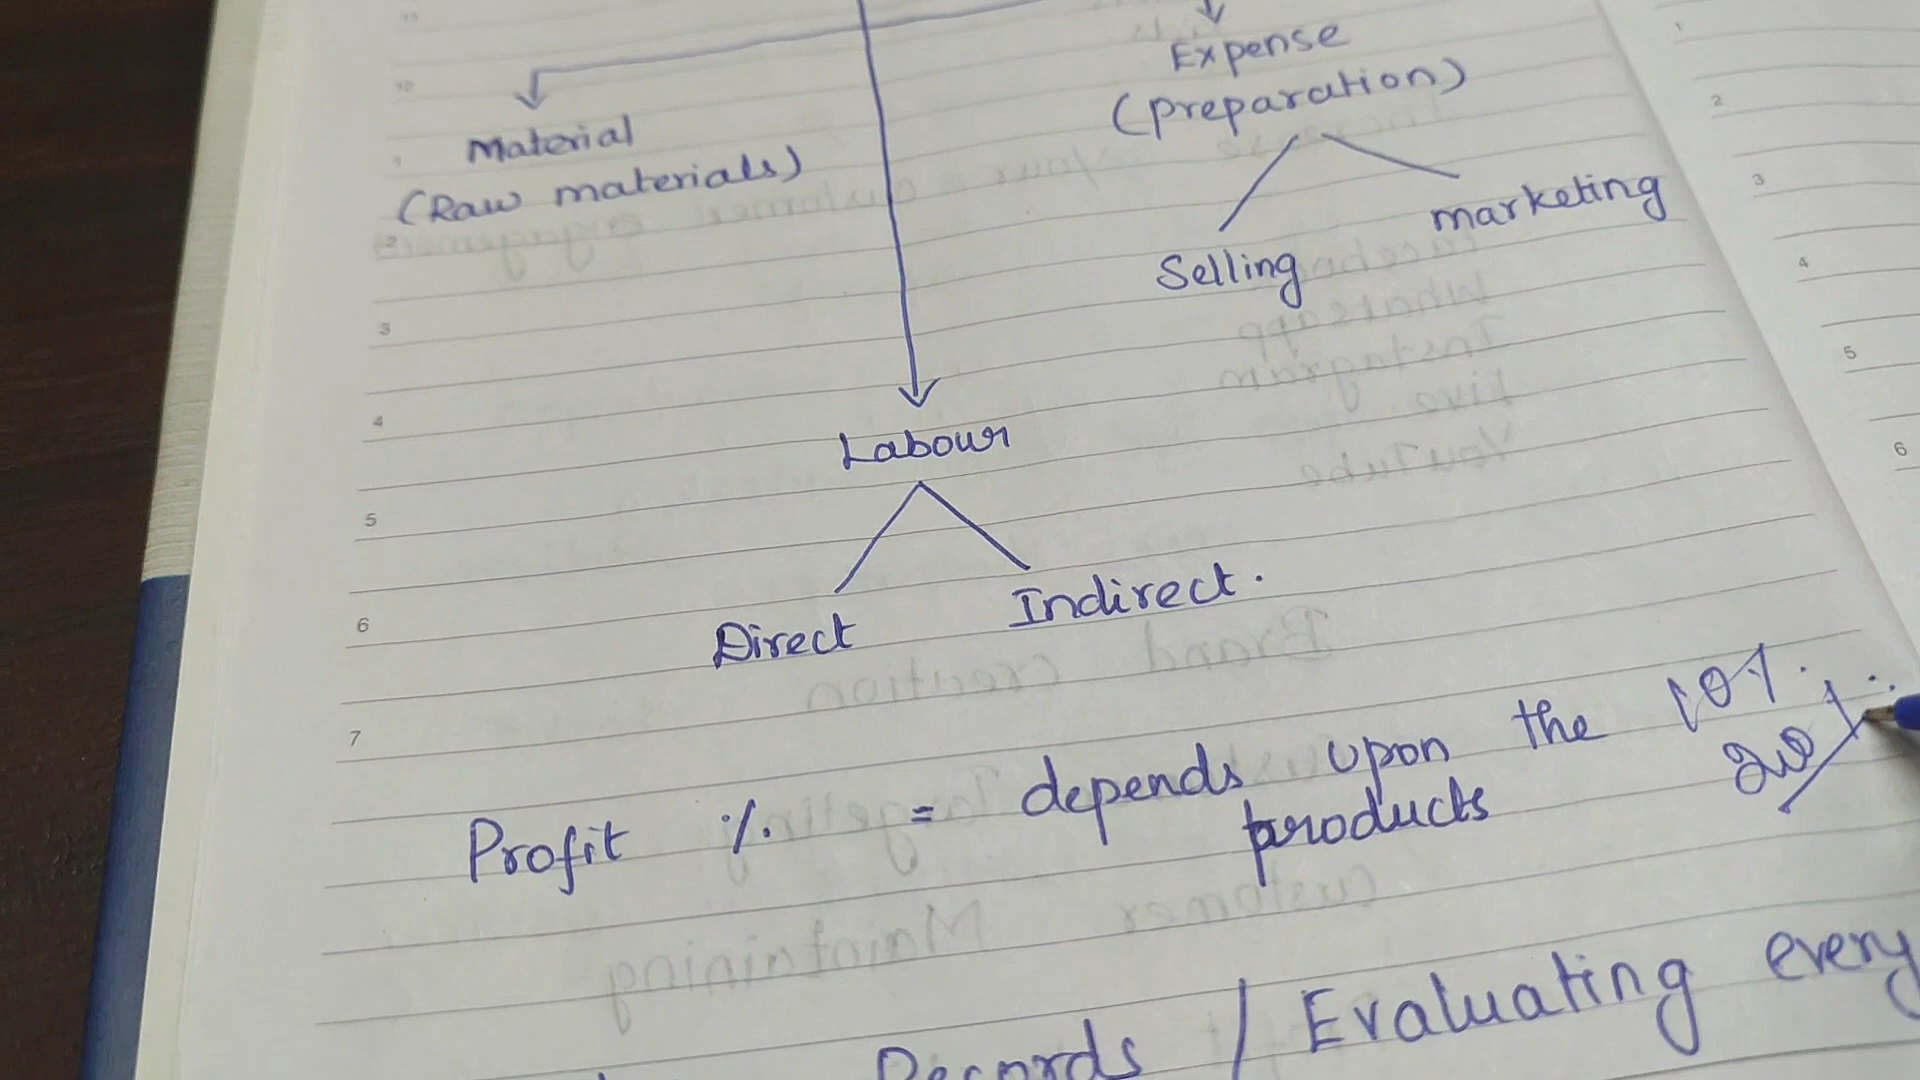 Expense
(preparation)
Material
(Raw materials)
marketing
Selling
Labour
Direct
Indirect.
Profit % = depends upon the 10%.
products
20%
Records / Evaluating every